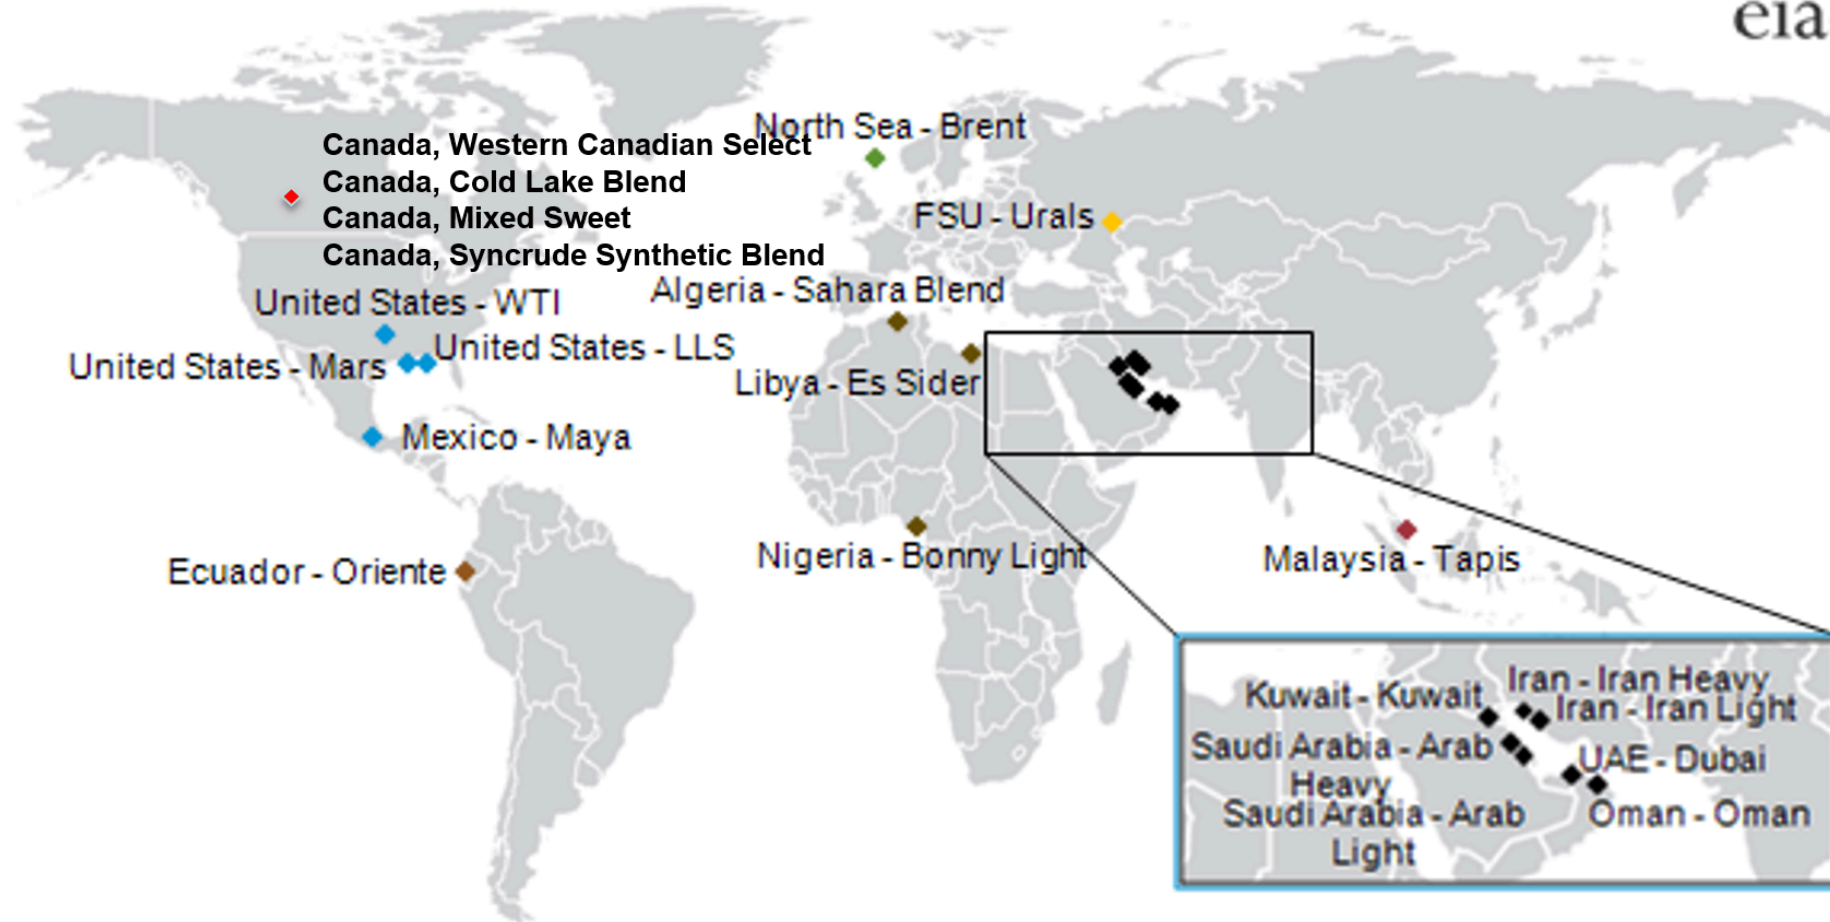 eia
North Sea - Brent
Canada, Western Canadian Select
Canada, Cold Lake Blend
Canada, Mixed Sweet
Canada, Syncrude Synthetic Blend
FSU - Urals
Algeria - Sahara Blend
United States - WTI
United States - LLS
United States - Mars
Libya - Es Sider
Mexico - Maya
Nigeria - Bonny Light
Malaysia - Tapis
Ecuador - Oriente
Iran - Iran Heavy
Kuwait - Kuwait
Iran - Iran Light
Saudi Arabia - Arab
Heavy
UAE - Dubai
Saudi Arabia - Arab
Light
Oman - Oman